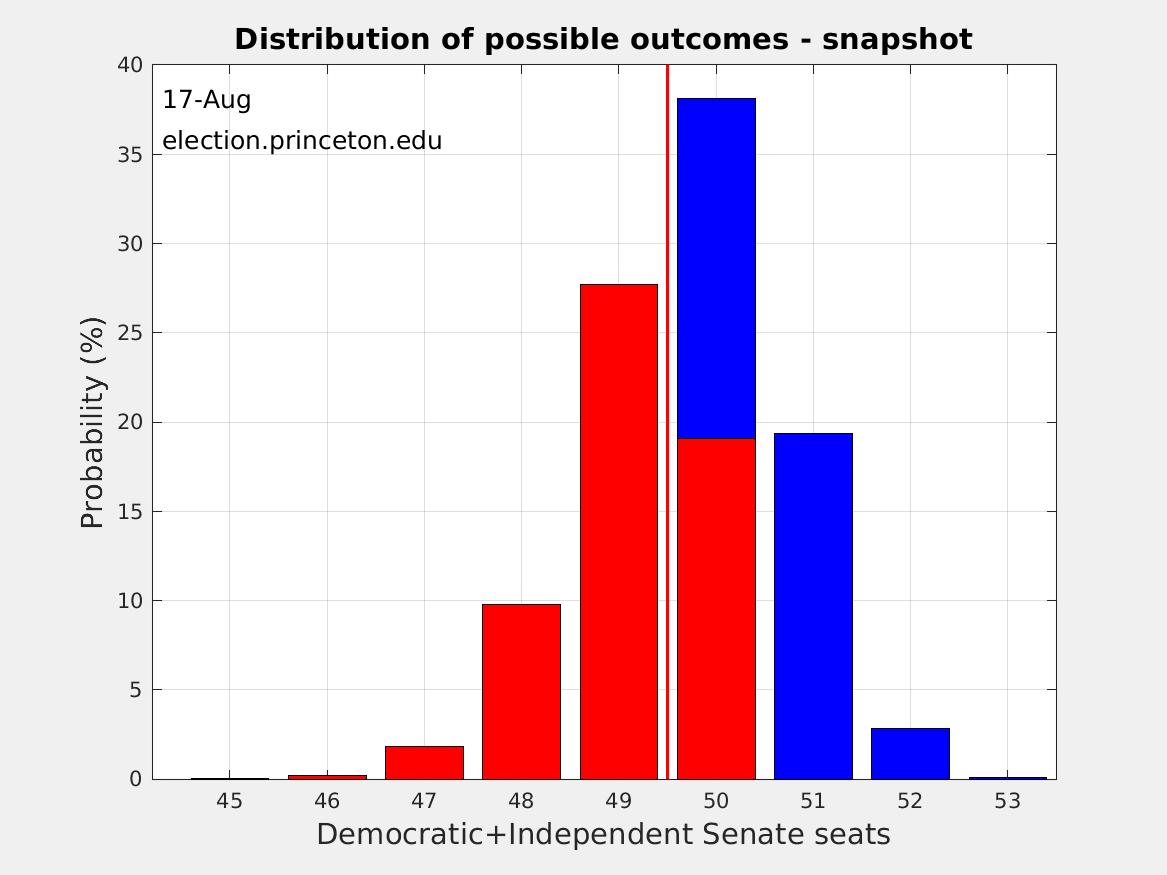 Distribution of possible outcomes - snapshot
17-Aug
election.princeton.edu
Probability (%)
40
35
30
25
20
15
10
5
0
45 46 47 48 49 50 51 52 53
Democratic+Independent Senate seats